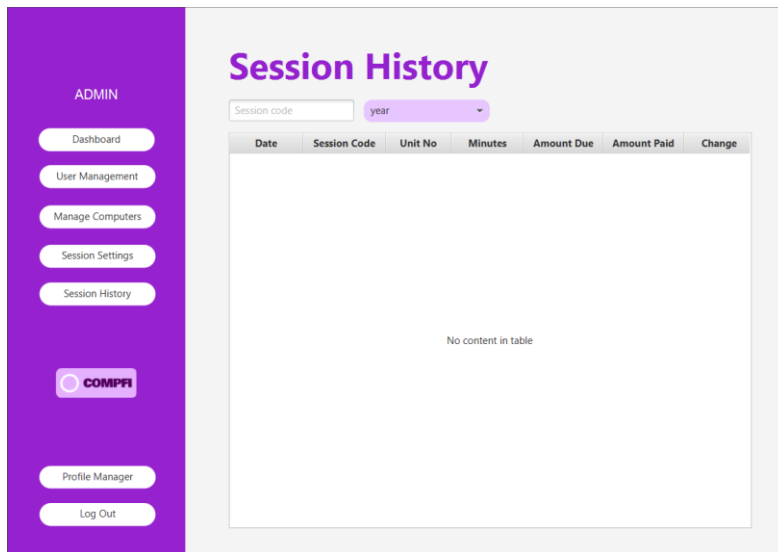 ADMIN
Dashboard
User Management
Manage Computers
Session Settings
Session History
COMPFI
Profile Manager
Log Out
Session History
Session code year
Date Session Code Unit No Minutes Amount Due Amount Paid Change
No content in table